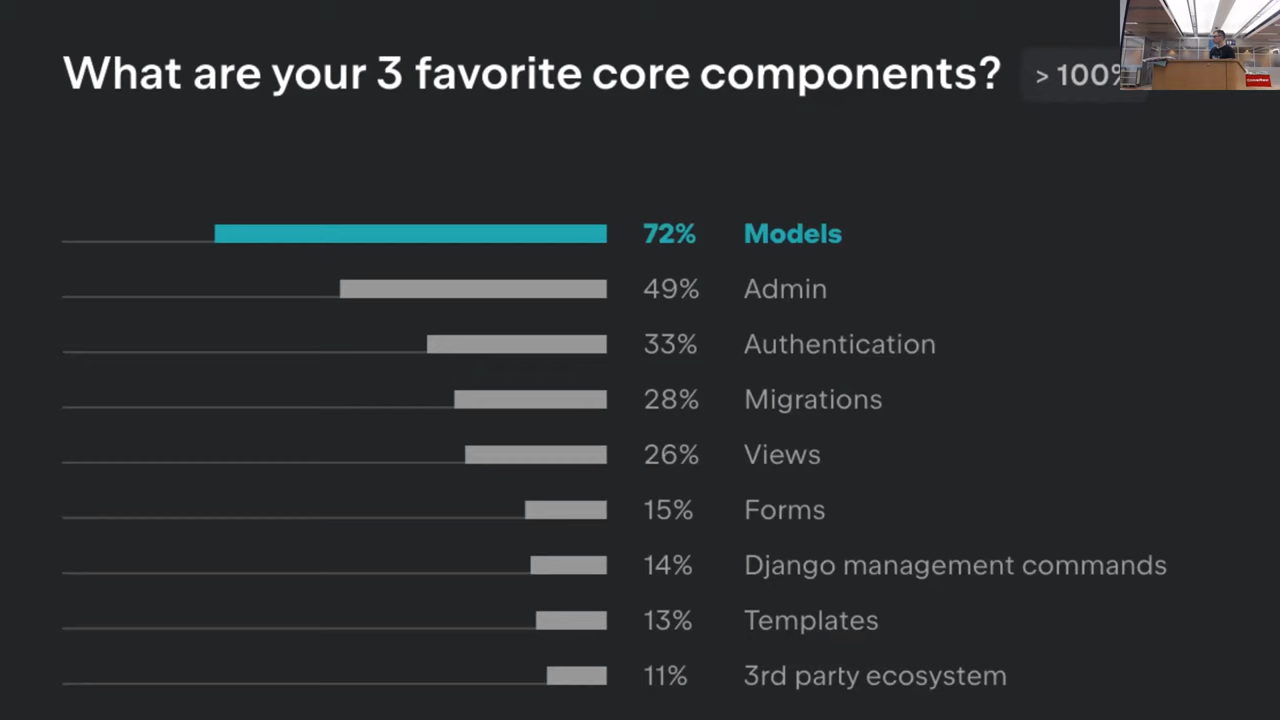 What are your 3 favorite core components?
> 100%
72% Models
49% Admin
33% Authentication
28% Migrations
26% Views
15% Forms
14% Django management commands
13% Templates
11% 3rd party ecosystem